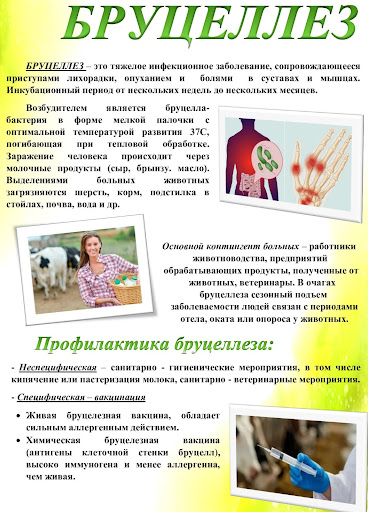 БРУЦЕЛЛЕЗ
БРУЦЕЛЛЕЗ – это тяжелое инфекционное заболевание, сопровождающееся
приступами лихорадки, опуханием и болями в суставах и мышцах.
Инкубационный период от нескольких недель до нескольких месяцев.
Возбудителем является бруцелла-
бактерия в форме мелкой палочки с
оптимальной температурой развития 37С,
погибающая при тепловой обработке.
Заражение человека происходит через
молочные продукты (сыр, брынзу, масло).
Выделениями больных животных
загрязняются шерсть, корм, подстилка в
стойлах, почва, вода и др.
Основной контингент больных – работники
животноводства, предприятий
обрабатывающих продукты, полученные от
животных, ветеринары. В очагах
бруцеллеза сезонный подъем
заболеваемости людей связан с периодами
отела, оката или опороса у животных.
Профилактика бруцеллеза:
- Неспецифическая – санитарно - гигиенические мероприятия, в том числе
кипячение или пастеризация молока, санитарно - ветеринарные мероприятия.
- Специфическая – вакцинация
• Живая бруцелезная вакцина, обладает
сильным аллергенным действием.
• Химическая бруцелезная вакцина
(антигены клеточной стенки бруцелл),
высоко иммуногена и менее аллергенна,
чем живая.